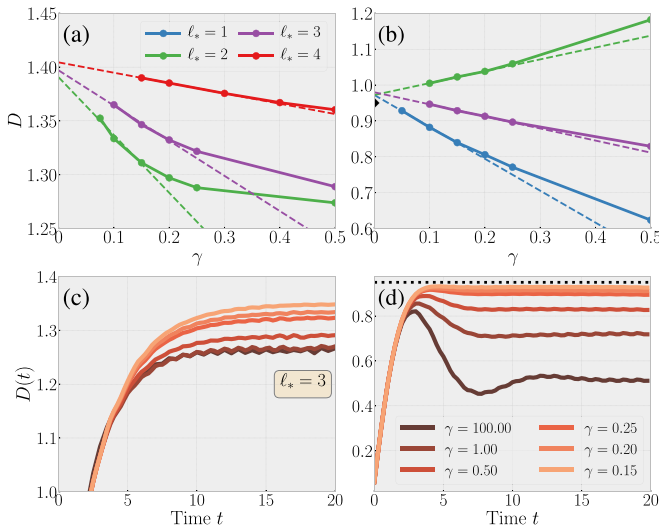 (a)
ℓ* = 1
ℓ* = 3
ℓ* = 2
ℓ* = 4
1.45
1.40
1.35
1.30
1.25
D
0
0.1
0.2
0.3
0.4
0.5
γ
(b)
1.2
1.1
1.0
0.9
0.8
0.7
0.6
0
0.1
0.2
0.3
0.4
0.5
γ
(c)
1.4
1.3
1.2
1.1
1.0
D(t)
ℓ* = 3
0
5
10
15
20
Time t
(d)
0.8
0.6
0.4
0.2
γ = 100.00
γ = 0.25
γ = 1.00
γ = 0.20
γ = 0.50
γ = 0.15
0
5
10
15
20
Time t